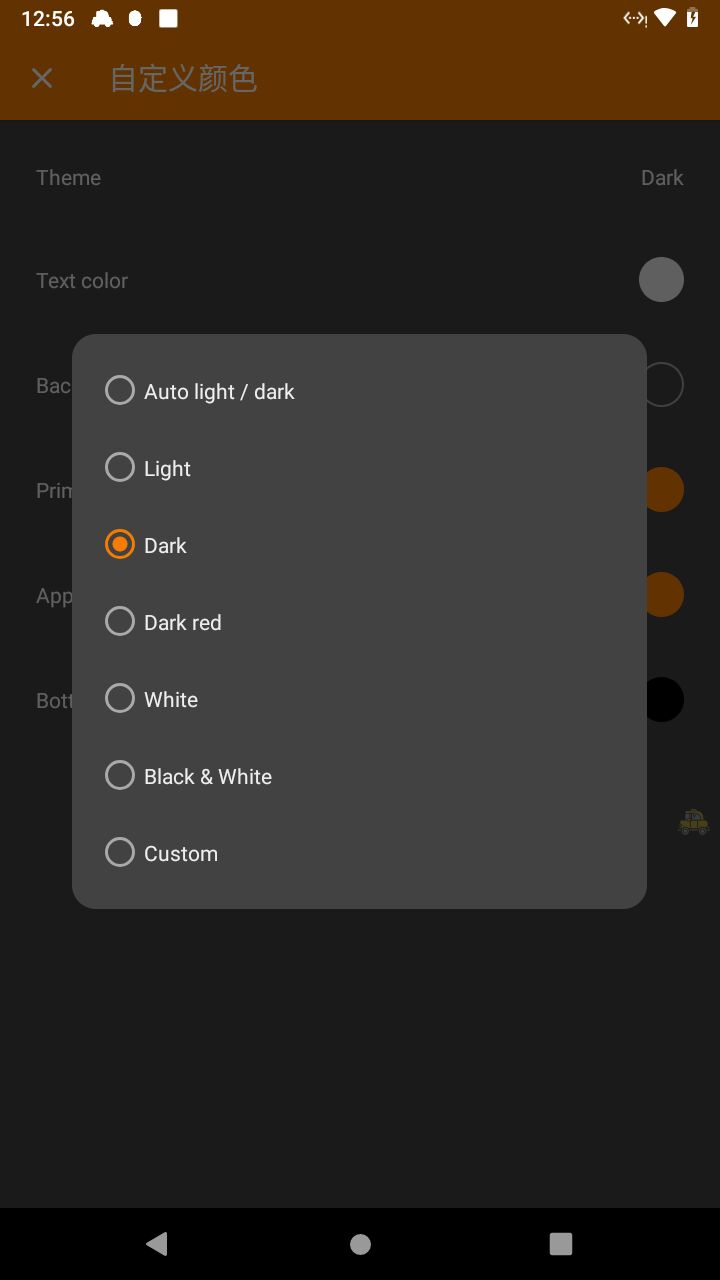 12:56
自定义颜色
Theme
Dark
Text color
Bac
Auto light / dark
Light
Prim
Dark
App
Dark red
Bott
White
Black & White
Custom